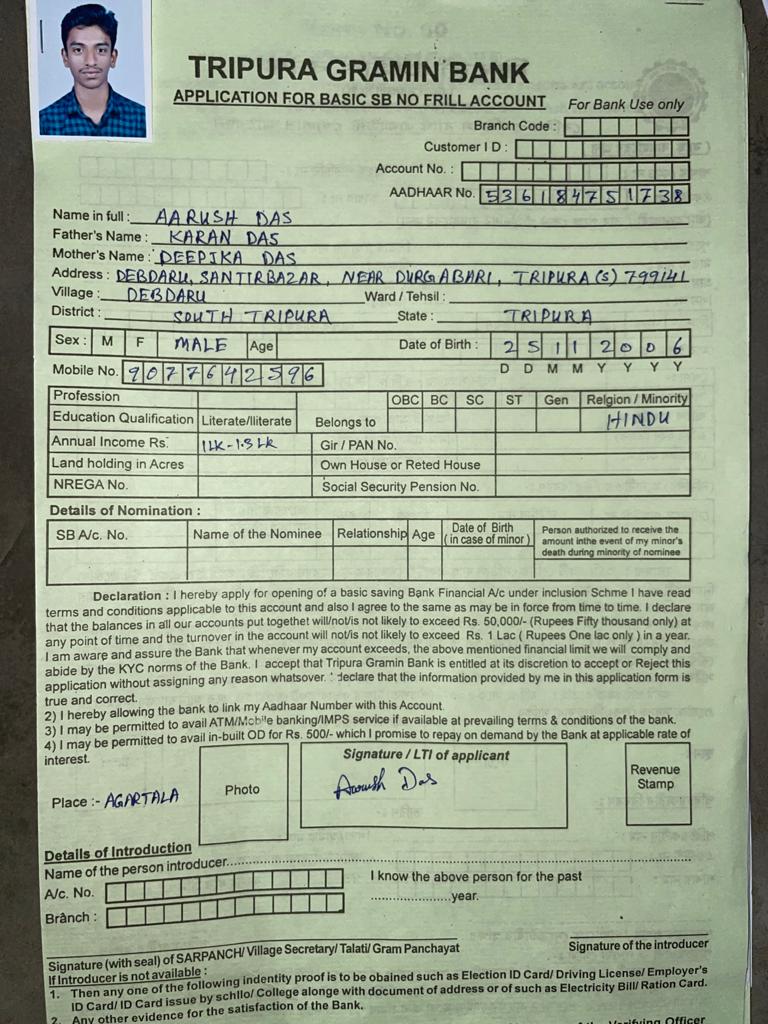 TRIPURA GRAMIN BANK
APPLICATION FOR BASIC SB NO FRILL ACCOUNT
For Bank Use only
Branch Code :
Customer I D :
Account No. :
AADHAAR No. 536184751738
Name in full : AARUSH DAS
Father's Name : KARAN DAS
Mother's Name : DEEPIKA DAS
Address : DEBDARU, SANTIRBAZAR, NEAR DURGABARI, TRIPURA (S) 799141
Village : DEBDARU Ward / Tehsil :
District : SOUTH TRIPURA State : TRIPURA
Sex : M F MALE Age Date of Birth : 25112006
Mobile No. 9077642596 D D M M Y Y Y Y
Profession OBC BC SC ST Gen Relgion / Minority
Education Qualification Literate/Iliterate Belongs to HINDU
Annual Income Rs. 1LK-1.3LK Gir / PAN No.
Land holding in Acres Own House or Reted House
NREGA No. Social Security Pension No.
Details of Nomination :
SB A/c. No. Name of the Nominee Relationship Age Date of Birth (in case of minor) Person authorized to receive the amount inthe event of my minor's death during minority of nominee
Declaration : I hereby apply for opening of a basic saving Bank Financial A/c under inclusion Schme I have read
terms and conditions applicable to this account and also I agree to the same as may be in force from time to time. I declare
that the balances in all our accounts put togethet will/not/is not likely to exceed Rs. 50,000/- (Rupees Fifty thousand only) at
any point of time and the turnover in the account will not/is not likely to exceed Rs. 1 Lac ( Rupees One lac only ) in a year.
I am aware and assure the Bank that whenever my account exceeds, the above mentioned financial limit we will comply and
abide by the KYC norms of the Bank. I accept that Tripura Gramin Bank is entitled at its discretion to accept or Reject this
application without assigning any reason whatsoever. I declare that the information provided by me in this application form is
true and correct.
2) I hereby allowing the bank to link my Aadhaar Number with this Account.
3) I may be permitted to avail ATM/Mobile banking/IMPS service if available at prevailing terms & conditions of the bank.
4) I may be permitted to avail in-built OD for Rs. 500/- which I promise to repay on demand by the Bank at applicable rate of
interest.
Signature / LTI of applicant
Revenue Stamp
Photo
Aarush Das
Place :- AGARTALA
Details of Introduction
Name of the person introducer
I know the above person for the past
A/c. No.
year.
Branch :
Signature (with seal) of SARPANCH/ Village Secretary/ Talati/ Gram Panchayat
Signature of the introducer
If Introducer is not available :
1. Then any one of the following indentity proof is to be obained such as Election ID Card/ Driving License/ Employer's
ID Card/ ID Card issue by schllo/ College alongwith document of address or of such as Electricity Bill/ Ration Card.
2. Any other evidence for the satisfaction of the Bank.
Verifying Officer